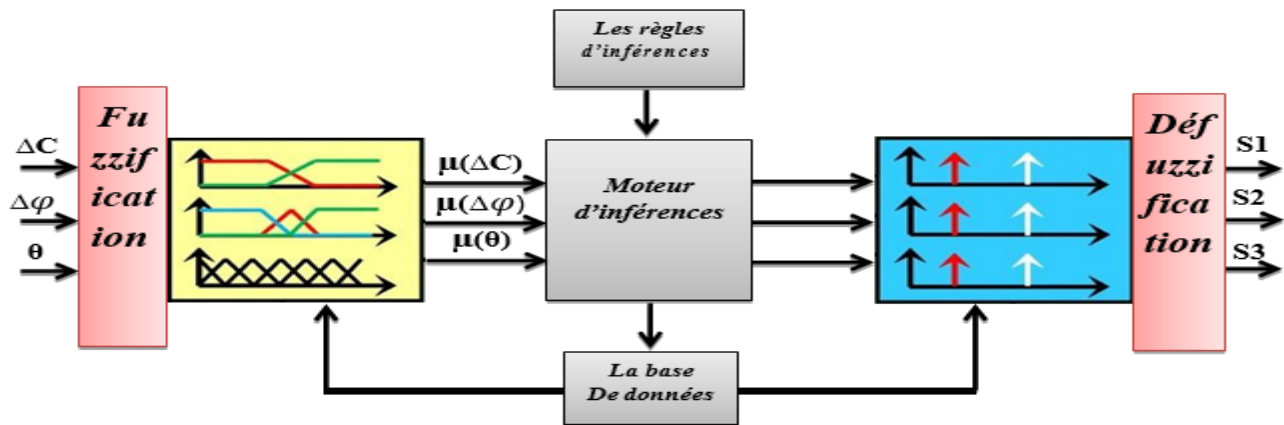 Les règles
d'inférences
Fu
zzif
icat
ion
ΔC
Δφ
θ
μ(ΔC)
μ(Δφ)
μ(θ)
Moteur
d'inférences
La base
De données
Déf
uzzi
fica
tion
S1
S2
S3